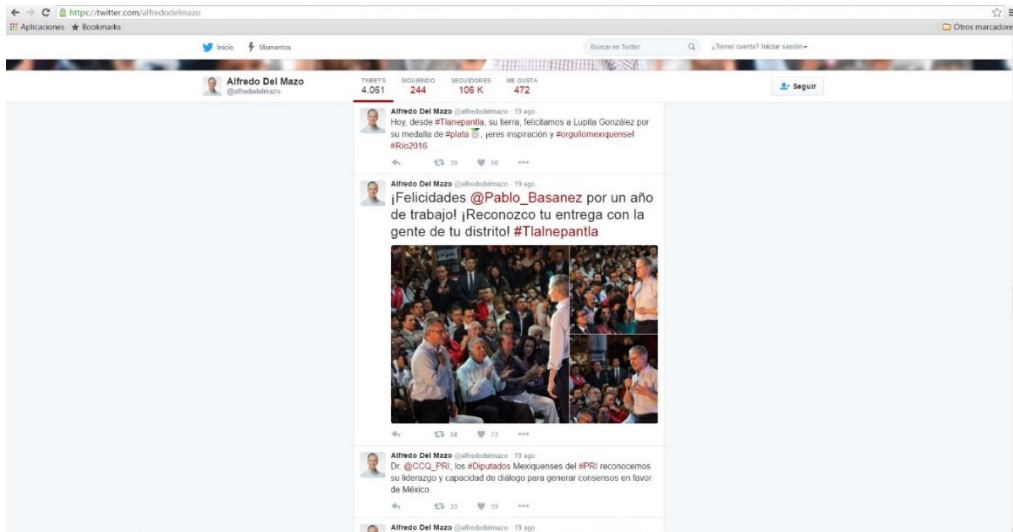 https://twitter.com/alfredodelmazo
Aplicaciones Bookmarks Otros marcadore
Inicio Momentos Buscar en Twitter ¿Tienes cuenta? Iniciar sesión
Alfredo Del Mazo
@alfredodelmazo
TWEETS SIGUIENDO SEGUIDORES ME GUSTA
4.061 244 106 K 472
Seguir
Alfredo Del Mazo @alfredodelmazo · 19 ago.
Hoy, desde #Tlanepantla, su tierra, felicitamos a Lupita González por
su medalla de #plata, ¡eres inspiración y #orgullomexiquense!
#Río2016
39 58
Alfredo Del Mazo @alfredodelmazo · 19 ago.
¡Felicidades @Pablo_Basanez por un año
de trabajo! ¡Reconozco tu entrega con la
gente de tu distrito! #Tlalnepantla
58 73
Alfredo Del Mazo @alfredodelmazo · 19 ago.
Dr. @CCQ_PRI, los #Diputados Mexiquenses del #PRI reconocemos
su liderazgo y capacidad de diálogo para generar consensos en favor
de México.
33 39
Alfredo Del Mazo @alfredodelmazo · 19 ago.